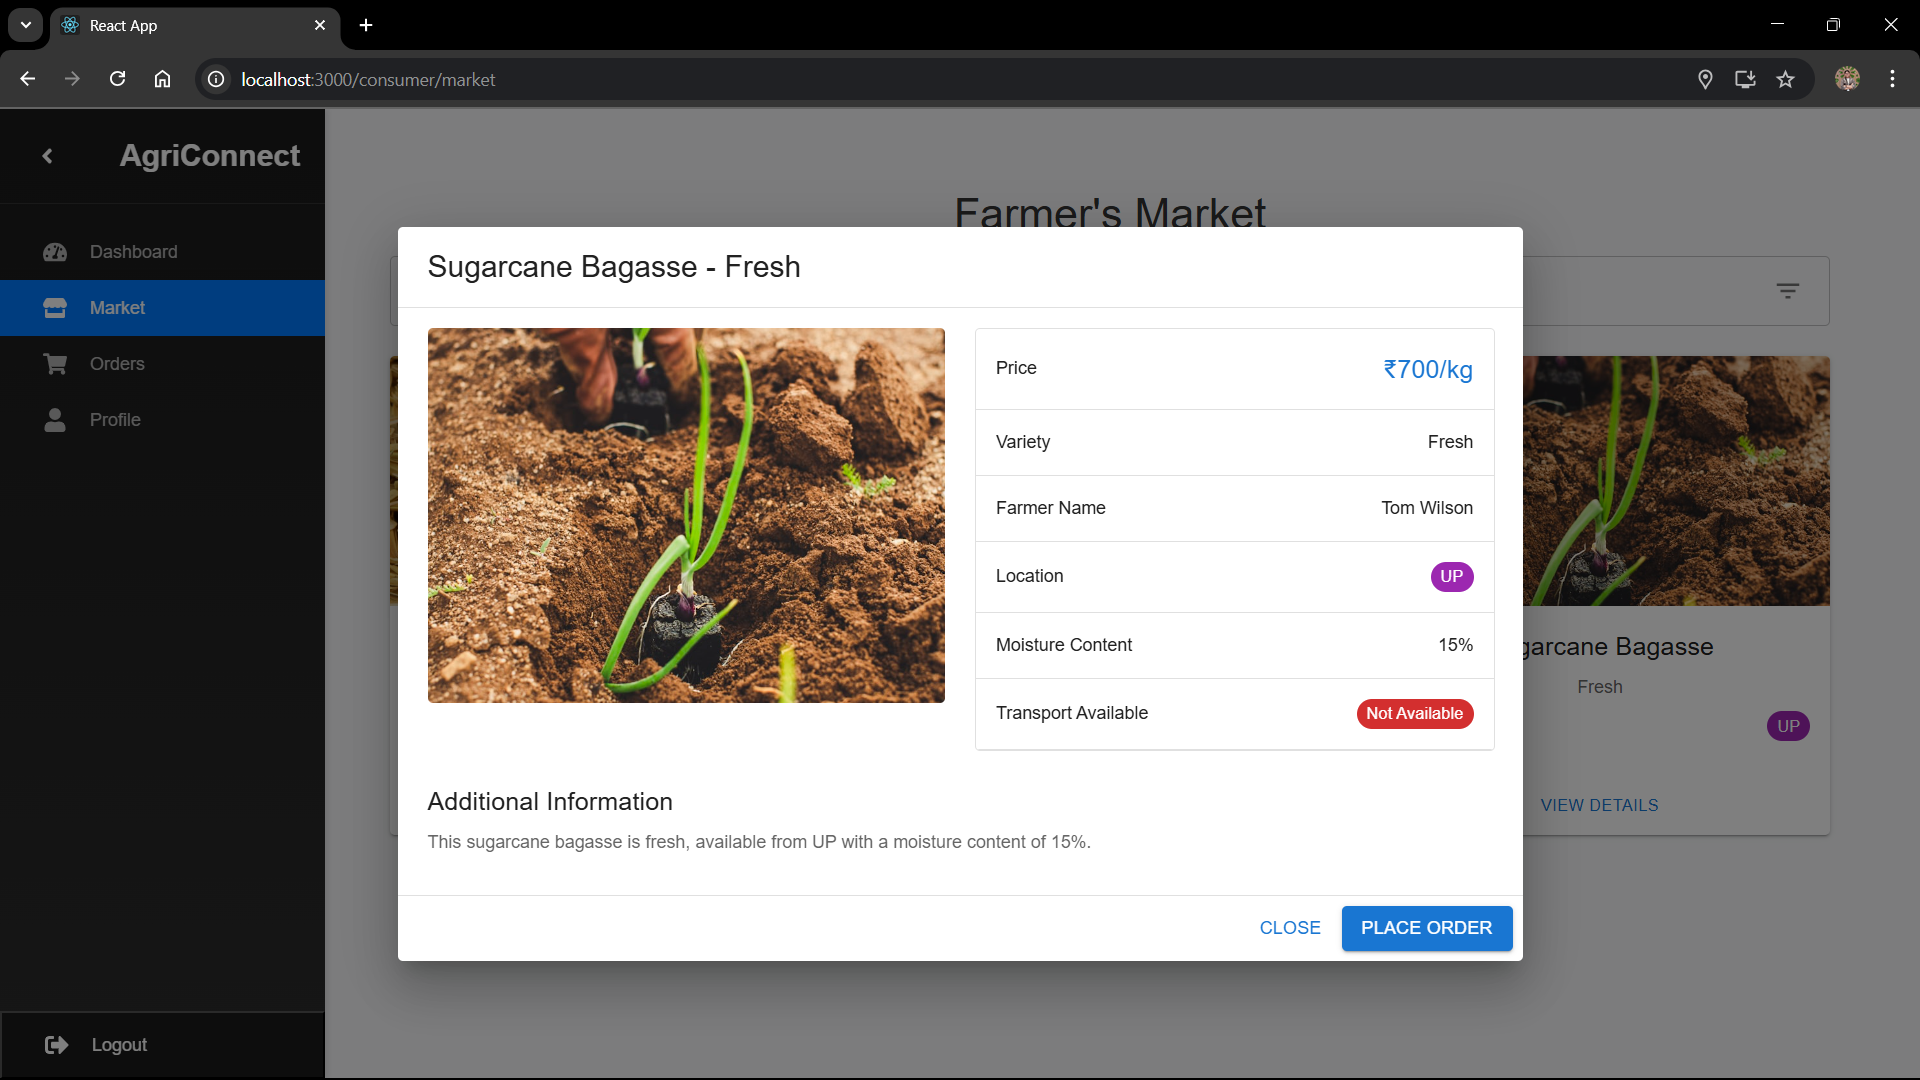 React App
localhost:3000/consumer/market
AgriConnect
Dashboard
Market
Orders
Profile
Logout
Farmer's Market
Sugarcane Bagasse - Fresh
Price ₹700/kg
Variety Fresh
Farmer Name Tom Wilson
Location UP
Moisture Content 15%
Transport Available Not Available
Additional Information
This sugarcane bagasse is fresh, available from UP with a moisture content of 15%.
CLOSE PLACE ORDER
garcane Bagasse
Fresh
UP
VIEW DETAILS